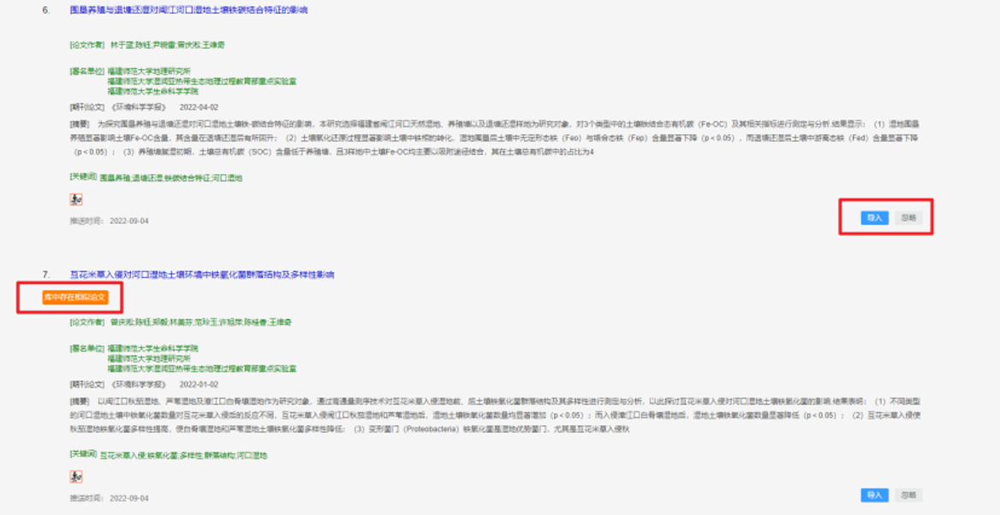 6. 围垦养殖与退塘还湿对闽江河口湿地土壤铁碳结合特征的影响
[论文作者] 林于蓝;陈钰;尹晓雷;曾庆松;王维奇
[署名单位] 福建师范大学地理研究所
福建师范大学湿润亚热带生态地理过程教育部重点实验室
福建师范大学生命科学学院
[期刊论文] 《环境科学学报》 2022-04-02
[摘要] 为探究围垦养殖与退塘还湿对河口湿地土壤铁-碳结合特征的影响，本研究选择福建省闽江河口天然湿地、养殖塘以及退塘还湿样地为研究对象，对3个类型中的土壤铁结合态有机碳（Fe-OC）及其相关指标进行测定与分析.结果显示：（1）湿地围垦
养殖显著影响土壤Fe-OC含量，其含量在退塘还湿后有所回升；（2）土壤氧化还原过程显著影响土壤中铁相的转化，湿地围垦后土壤中无定形态铁（Feo）与络合态铁（Fep）含量显著下降（p＜0.05），而退塘还湿后土壤中游离态铁（Fed）含量显著下降
（p＜0.05）；（3）养殖塘复湿初期，土壤总有机碳（SOC）含量低于养殖塘，且3样地中土壤Fe-OC均主要以吸附途径结合，其在土壤总有机碳中的占比为4
[关键词] 围垦养殖;退塘还湿;铁碳结合特征;河口湿地
知
推送时间： 2022-09-04
导入 忽略
7. 互花米草入侵对河口湿地土壤环境中铁氧化菌群落结构及多样性影响
库中存在相似论文
[论文作者] 曾庆松;陈钰;郑毅;林美芬;范玲玉;许旭萍;陈桂香;王维奇
[署名单位] 福建师范大学生命科学学院
福建师范大学地理研究所
福建师范大学湿润亚热带生态地理过程教育部重点实验室
[期刊论文] 《环境科学学报》 2022-01-02
[摘要] 以闽江口秋茄湿地、芦苇湿地及漳江口白骨壤湿地作为研究对象，通过高通量测序技术对互花米草入侵湿地前、后土壤铁氧化菌群落结构及其多样性进行测定与分析，以此探讨互花米草入侵对河口湿地土壤铁氧化菌的影响.结果表明：（1）不同类型
的河口湿地土壤中铁氧化菌数量对互花米草入侵后的反应不同，互花米草入侵闽江口秋茄湿地和芦苇湿地后，湿地土壤铁氧化菌数量均显著增加（p＜0.05）；而入侵漳江口白骨壤湿地后，湿地土壤铁氧化菌数量显著降低（p＜0.05）；（2）互花米草入侵使
秋茄湿地铁氧化菌多样性提高，使白骨壤湿地和芦苇湿地土壤铁氧化菌多样性降低；（3）变形菌门（Proteobacteria）铁氧化菌是湿地优势菌门，尤其是互花米草入侵秋
[关键词] 互花米草入侵;铁氧化菌;多样性;群落结构;河口湿地
知
推送时间： 2022-09-04
导入 忽略